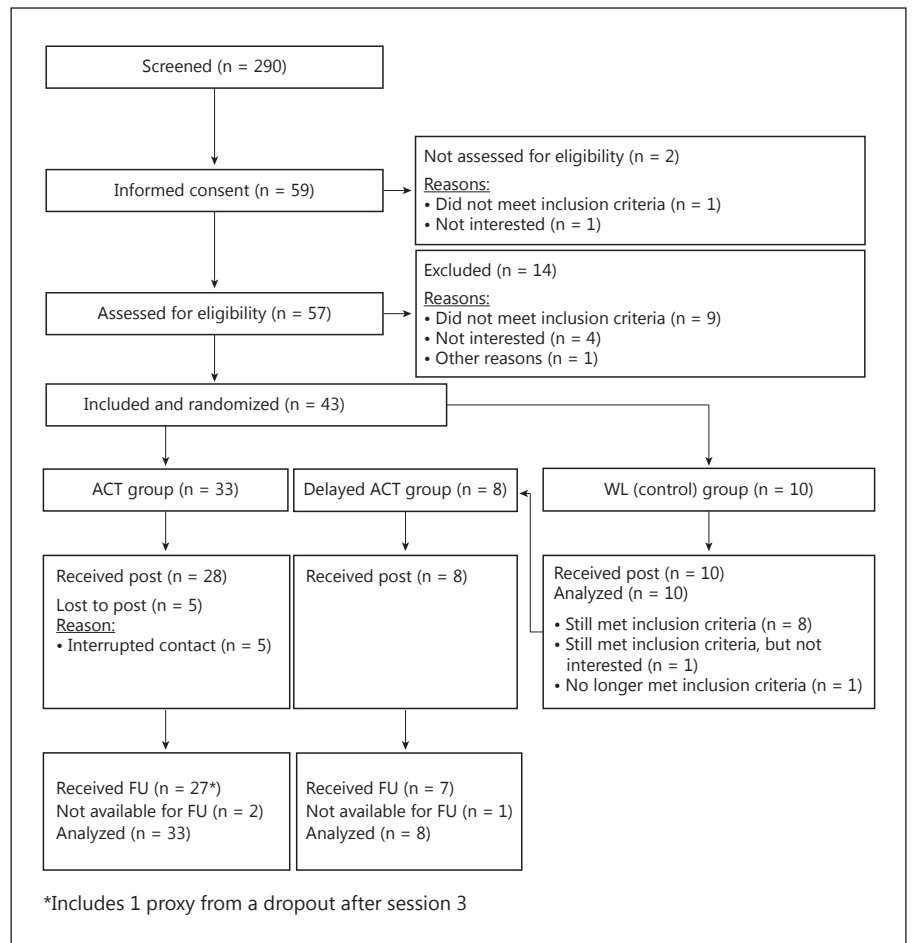 Screened (n = 290)
Informed consent (n = 59)
Not assessed for eligibility (n = 2)
Reasons:
• Did not meet inclusion criteria (n = 1)
• Not interested (n = 1)
Assessed for eligibility (n = 57)
Excluded (n = 14)
Reasons:
• Did not meet inclusion criteria (n = 9)
• Not interested (n = 4)
• Other reasons (n = 1)
Included and randomized (n = 43)
ACT group (n = 33)
Delayed ACT group (n = 8)
WL (control) group (n = 10)
Received post (n = 28)
Lost to post (n = 5)
Reason:
• Interrupted contact (n = 5)
Received post (n = 8)
Received post (n = 10)
Analyzed (n = 10)
• Still met inclusion criteria (n = 8)
• Still met inclusion criteria, but not
interested (n = 1)
• No longer met inclusion criteria (n = 1)
Received FU (n = 27*)
Not available for FU (n = 2)
Analyzed (n = 33)
Received FU (n = 7)
Not available for FU (n = 1)
Analyzed (n = 8)
*Includes 1 proxy from a dropout after session 3